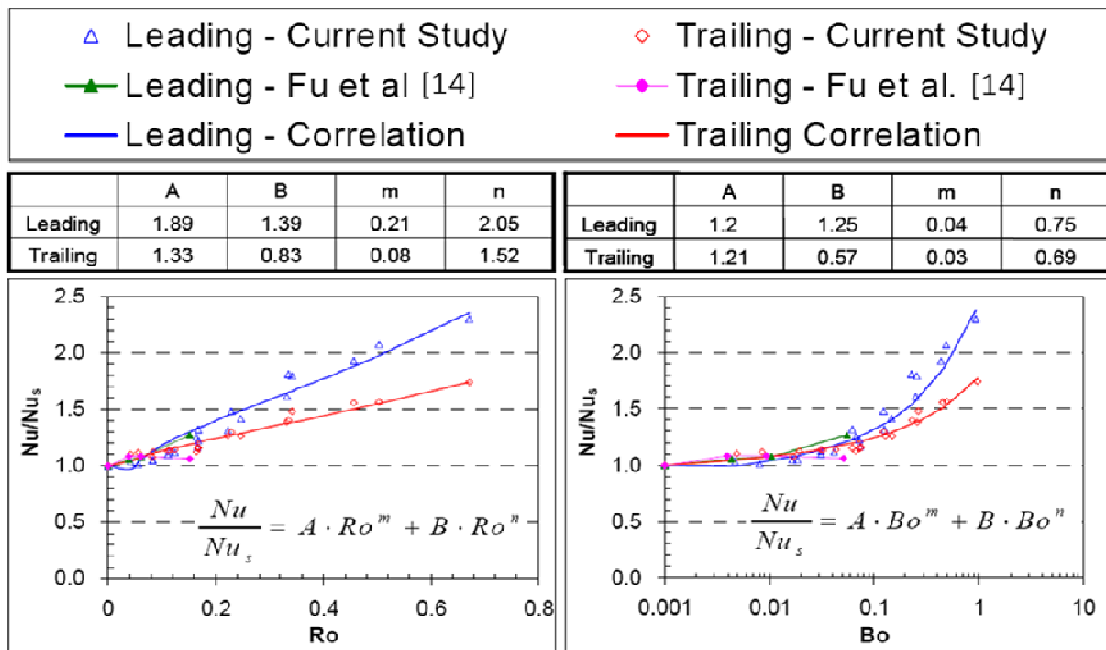 Leading - Current Study
Trailing - Current Study
Leading - Fu et al [14]
Trailing - Fu et al. [14]
Leading - Correlation
Trailing Correlation
A B m n
Leading 1.89 1.39 0.21 2.05
Trailing 1.33 0.83 0.08 1.52
A B m n
Leading 1.2 1.25 0.04 0.75
Trailing 1.21 0.57 0.03 0.69
2.5
2.0
1.5
1.0
0.5
0.0
Nu/Nus
Nu/Nu s = A · Ro^m + B · Ro^n
0 0.2 0.4 0.6 0.8
Ro
2.5
2.0
1.5
1.0
0.5
0.0
Nu/Nus
Nu/Nu s = A · Bo^m + B · Bo^n
0.001 0.01 0.1 1 10
Bo